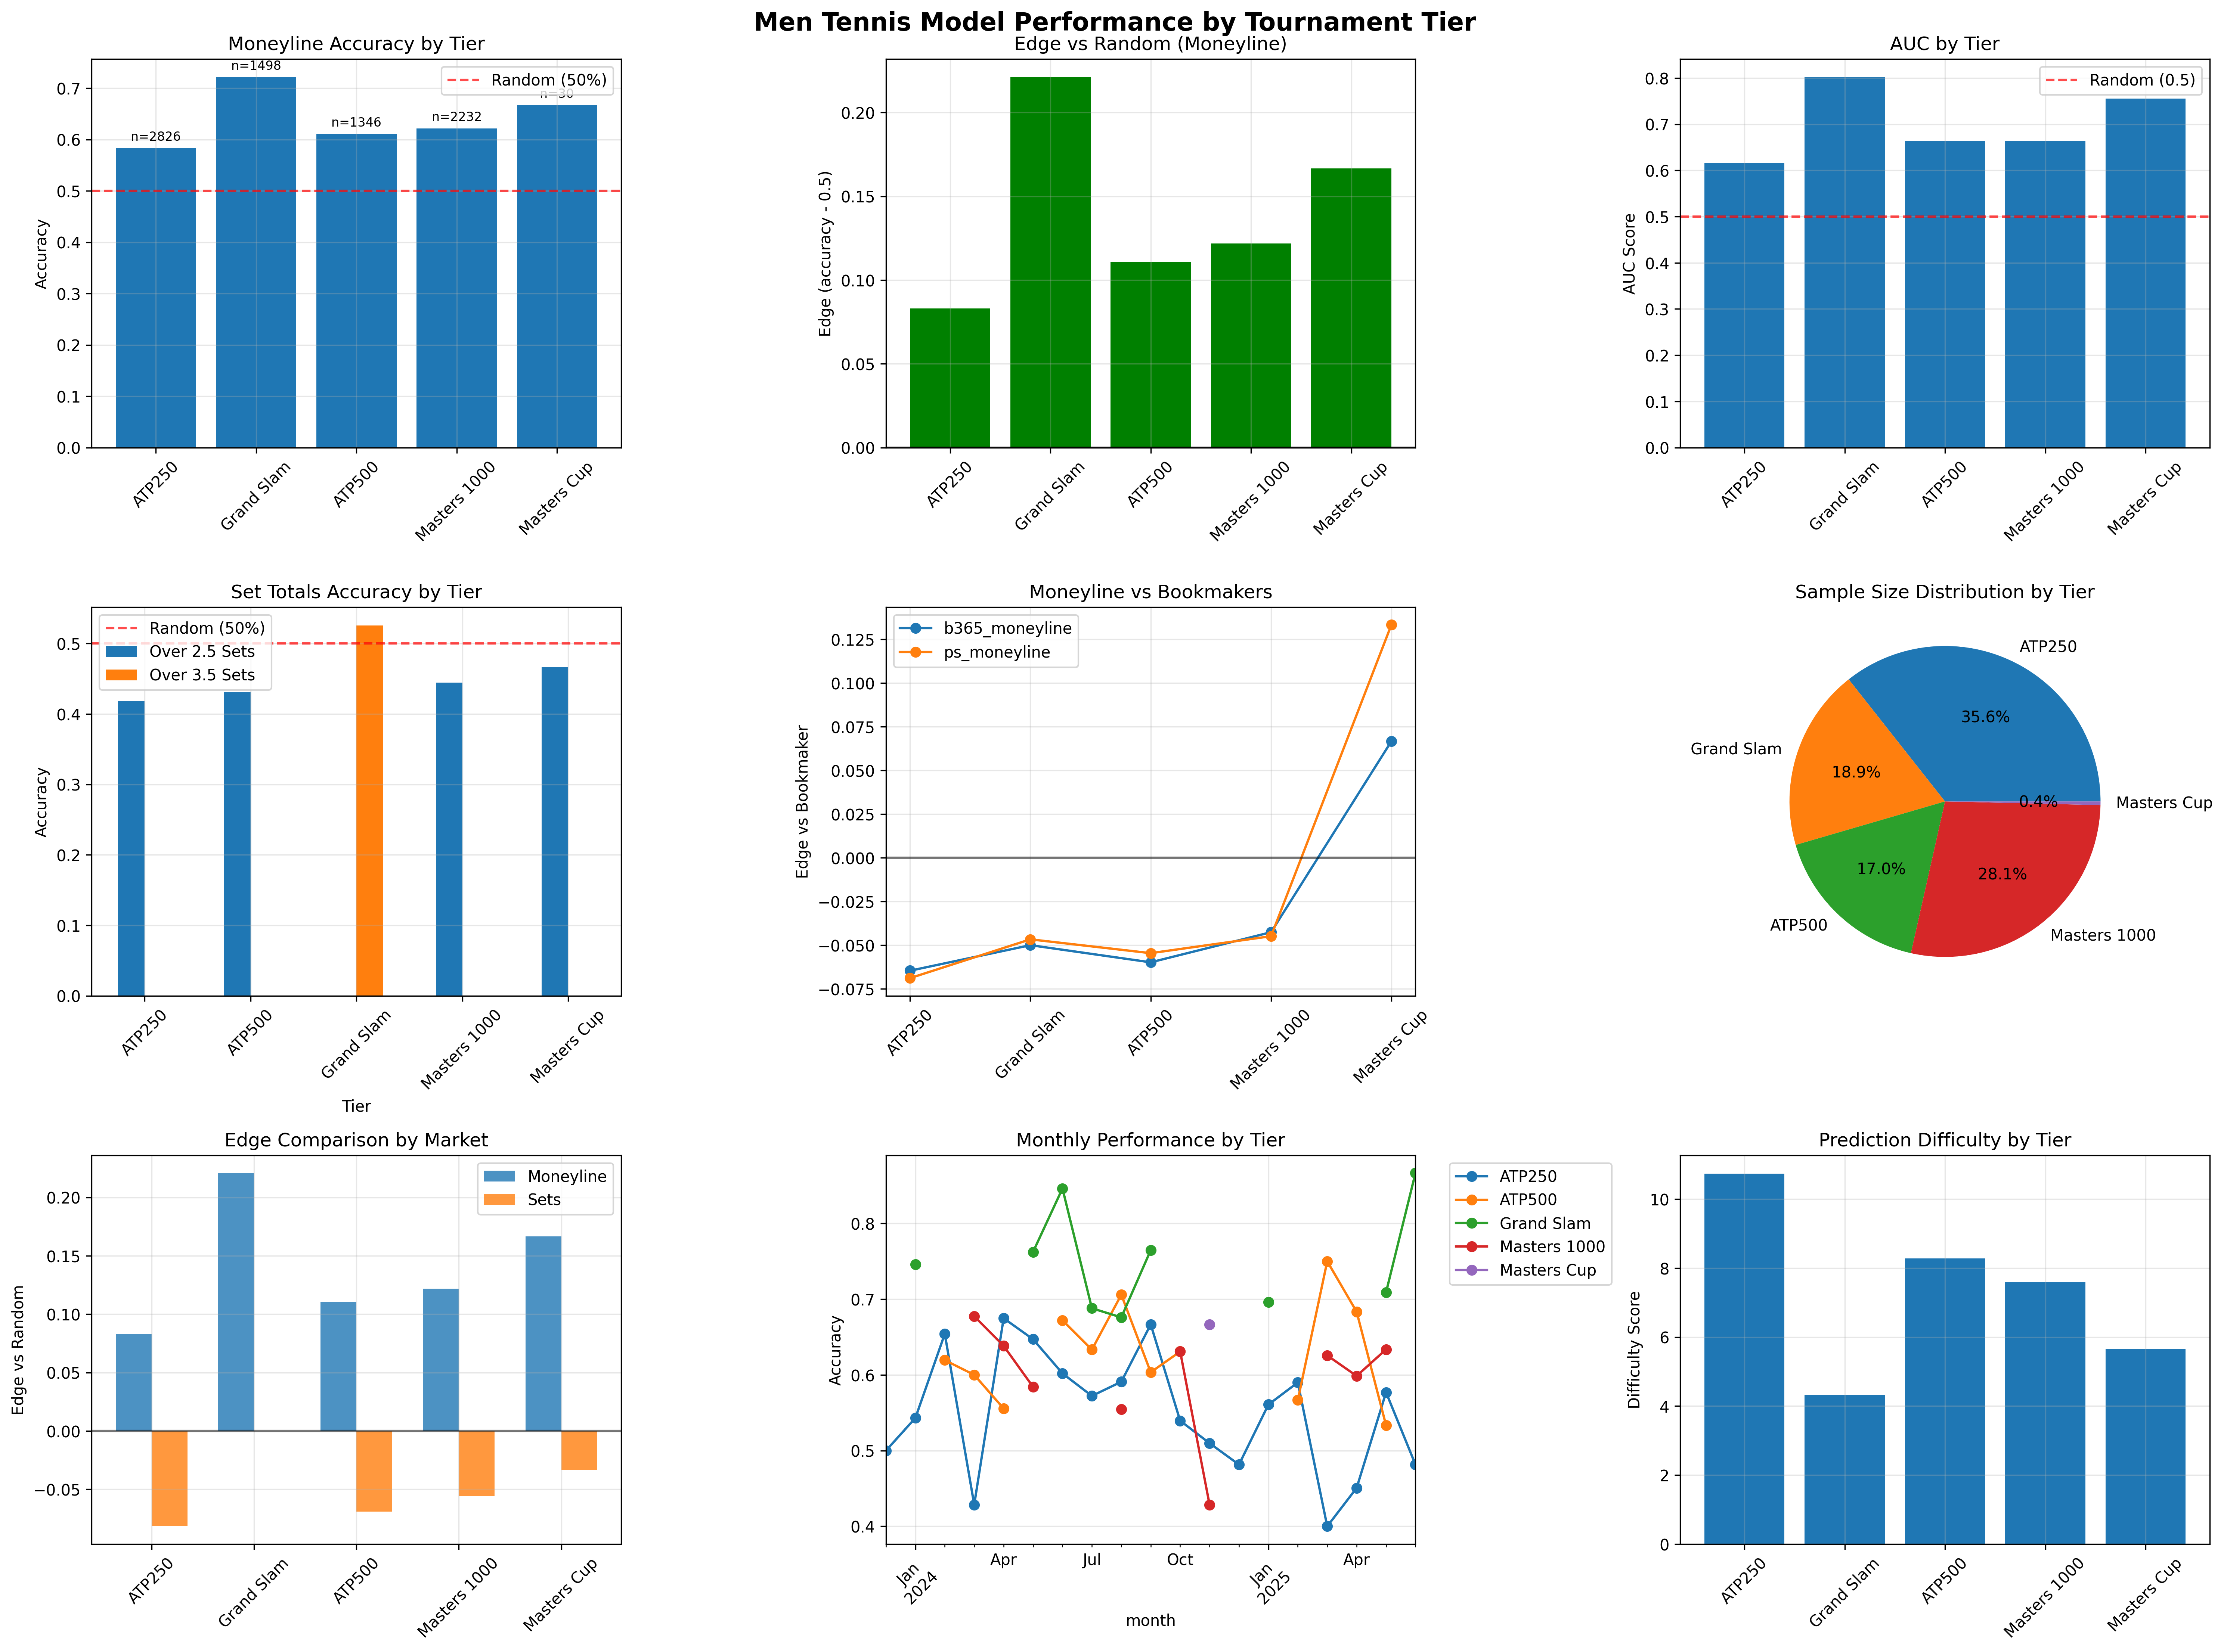 Men Tennis Model Performance by Tournament Tier
Moneyline Accuracy by Tier
Accuracy
0.7
0.6
0.5
0.4
0.3
0.2
0.1
0.0
n=2826
n=1498
n=1346
n=2232
n=30
Random (50%)
ATP250
Grand Slam
ATP500
Masters 1000
Masters Cup
Edge vs Random (Moneyline)
Edge (accuracy - 0.5)
0.20
0.15
0.10
0.05
0.00
ATP250
Grand Slam
ATP500
Masters 1000
Masters Cup
AUC by Tier
AUC Score
0.8
0.7
0.6
0.5
0.4
0.3
0.2
0.1
0.0
Random (0.5)
ATP250
Grand Slam
ATP500
Masters 1000
Masters Cup
Set Totals Accuracy by Tier
Accuracy
0.5
0.4
0.3
0.2
0.1
0.0
Random (50%)
Over 2.5 Sets
Over 3.5 Sets
ATP250
ATP500
Grand Slam
Masters 1000
Masters Cup
Tier
Moneyline vs Bookmakers
Edge vs Bookmaker
0.125
0.100
0.075
0.050
0.025
0.000
−0.025
−0.050
−0.075
b365_moneyline
ps_moneyline
ATP250
Grand Slam
ATP500
Masters 1000
Masters Cup
Sample Size Distribution by Tier
ATP250
35.6%
Grand Slam
18.9%
ATP500
17.0%
Masters 1000
28.1%
Masters Cup
0.4%
Edge Comparison by Market
Edge vs Random
0.20
0.15
0.10
0.05
0.00
−0.05
Moneyline
Sets
ATP250
Grand Slam
ATP500
Masters 1000
Masters Cup
Monthly Performance by Tier
Accuracy
0.8
0.7
0.6
0.5
0.4
Jan
2024
Apr
Jul
Oct
Jan
2025
Apr
month
ATP250
ATP500
Grand Slam
Masters 1000
Masters Cup
Prediction Difficulty by Tier
Difficulty Score
10
8
6
4
2
0
ATP250
Grand Slam
ATP500
Masters 1000
Masters Cup